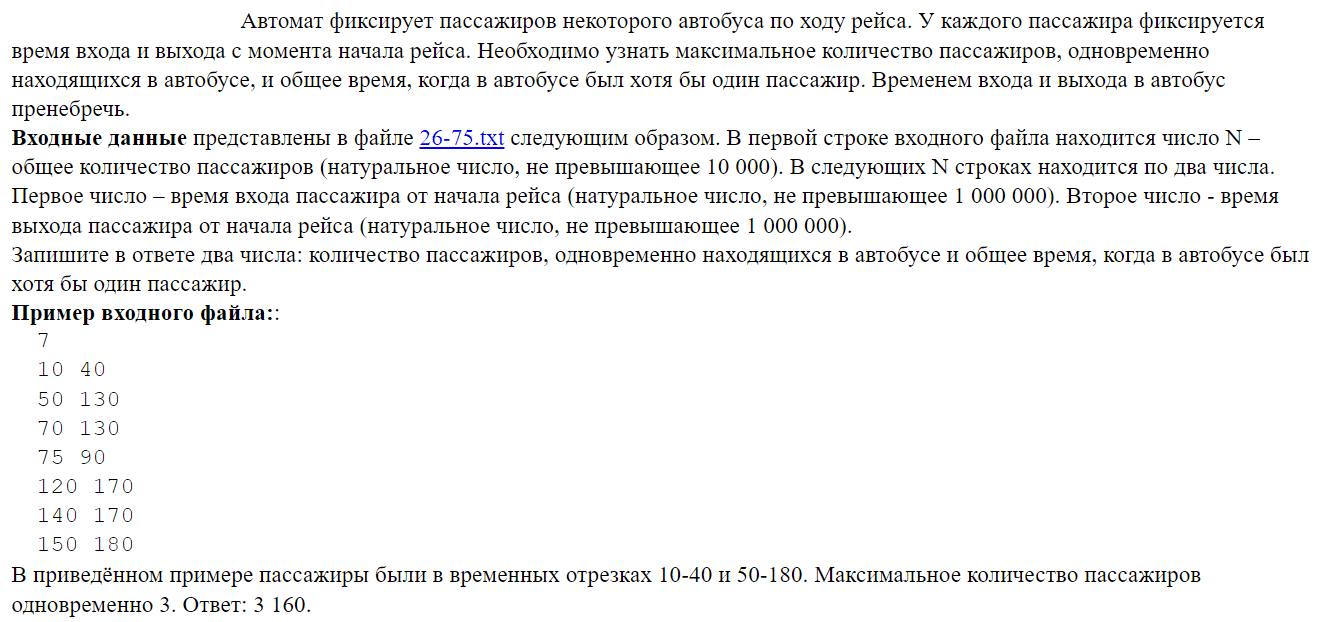 Автомат фиксирует пассажиров некоторого автобуса по ходу рейса. У каждого пассажира фиксируется
время входа и выхода с момента начала рейса. Необходимо узнать максимальное количество пассажиров, одновременно
находящихся в автобусе, и общее время, когда в автобусе был хотя бы один пассажир. Временем входа и выхода в автобус
пренебречь.
Входные данные представлены в файле 26-75.txt следующим образом. В первой строке входного файла находится число N –
общее количество пассажиров (натуральное число, не превышающее 10 000). В следующих N строках находится по два числа.
Первое число – время входа пассажира от начала рейса (натуральное число, не превышающее 1 000 000). Второе число - время
выхода пассажира от начала рейса (натуральное число, не превышающее 1 000 000).
Запишите в ответе два числа: количество пассажиров, одновременно находящихся в автобусе и общее время, когда в автобусе был
хотя бы один пассажир.
Пример входного файла::
7
10 40
50 130
70 130
75 90
120 170
140 170
150 180
В приведённом примере пассажиры были в временных отрезках 10-40 и 50-180. Максимальное количество пассажиров
одновременно 3. Ответ: 3 160.